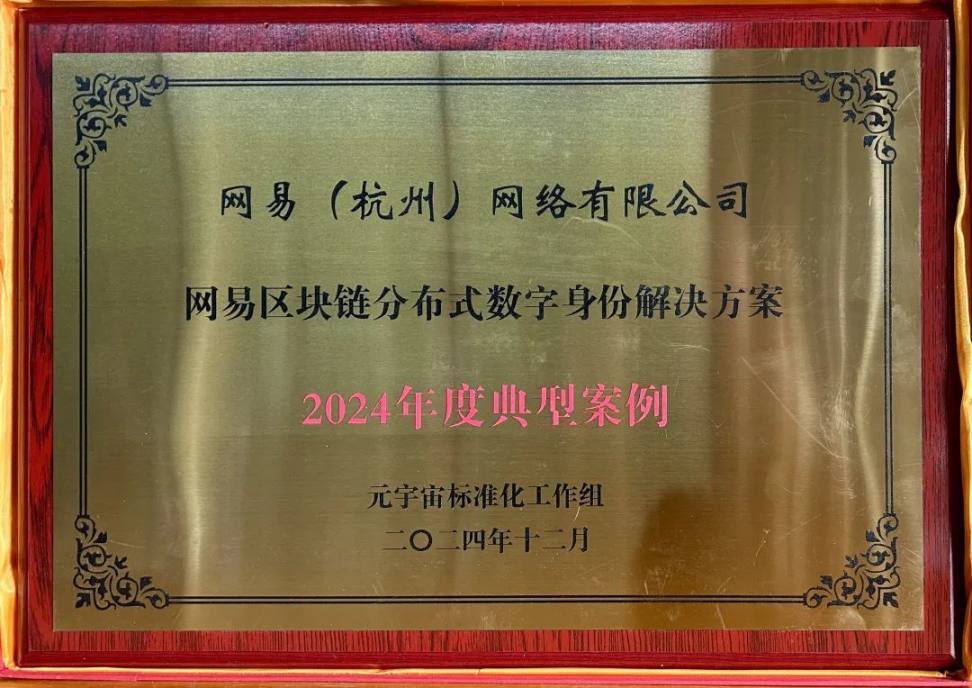 网易（杭州）网络有限公司
网易区块链分布式数字身份解决方案
2024年度典型案例
元宇宙标准化工作组
二〇二四年十二月